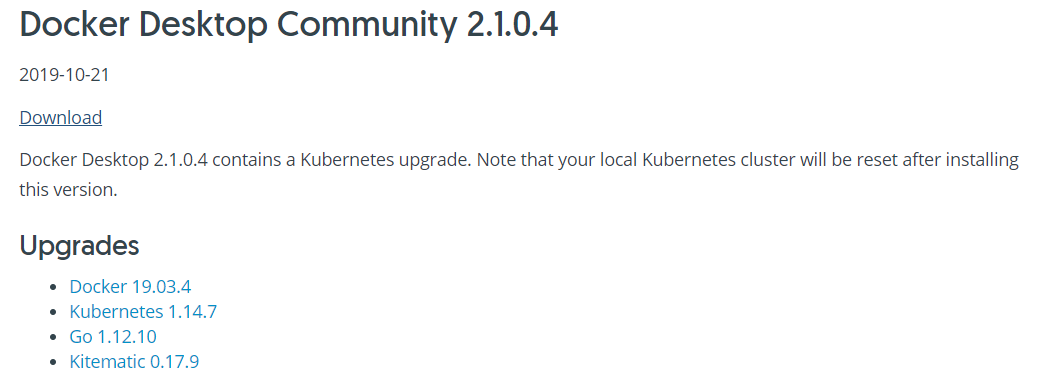 Docker Desktop Community 2.1.0.4
2019-10-21
Download
Docker Desktop 2.1.0.4 contains a Kubernetes upgrade. Note that your local Kubernetes cluster will be reset after installing
this version.
Upgrades
Docker 19.03.4
Kubernetes 1.14.7
Go 1.12.10
Kitematic 0.17.9